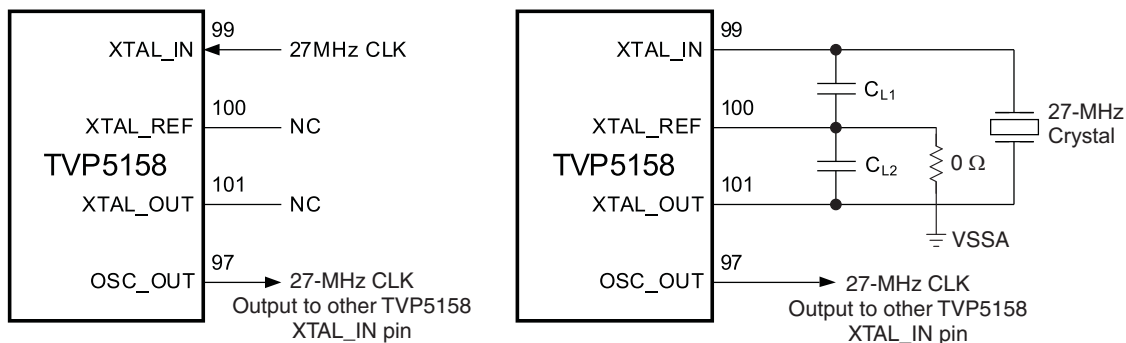 99
XTAL_IN
27MHz CLK
100
XTAL_REF
NC
TVP5158
101
XTAL_OUT
NC
97
OSC_OUT
27-MHz CLK
Output to other TVP5158
XTAL_IN pin
99
XTAL_IN
CL1
100
XTAL_REF
27-MHz
Crystal
TVP5158
CL2
0 Ω
101
XTAL_OUT
VSSA
97
OSC_OUT
27-MHz CLK
Output to other TVP5158
XTAL_IN pin